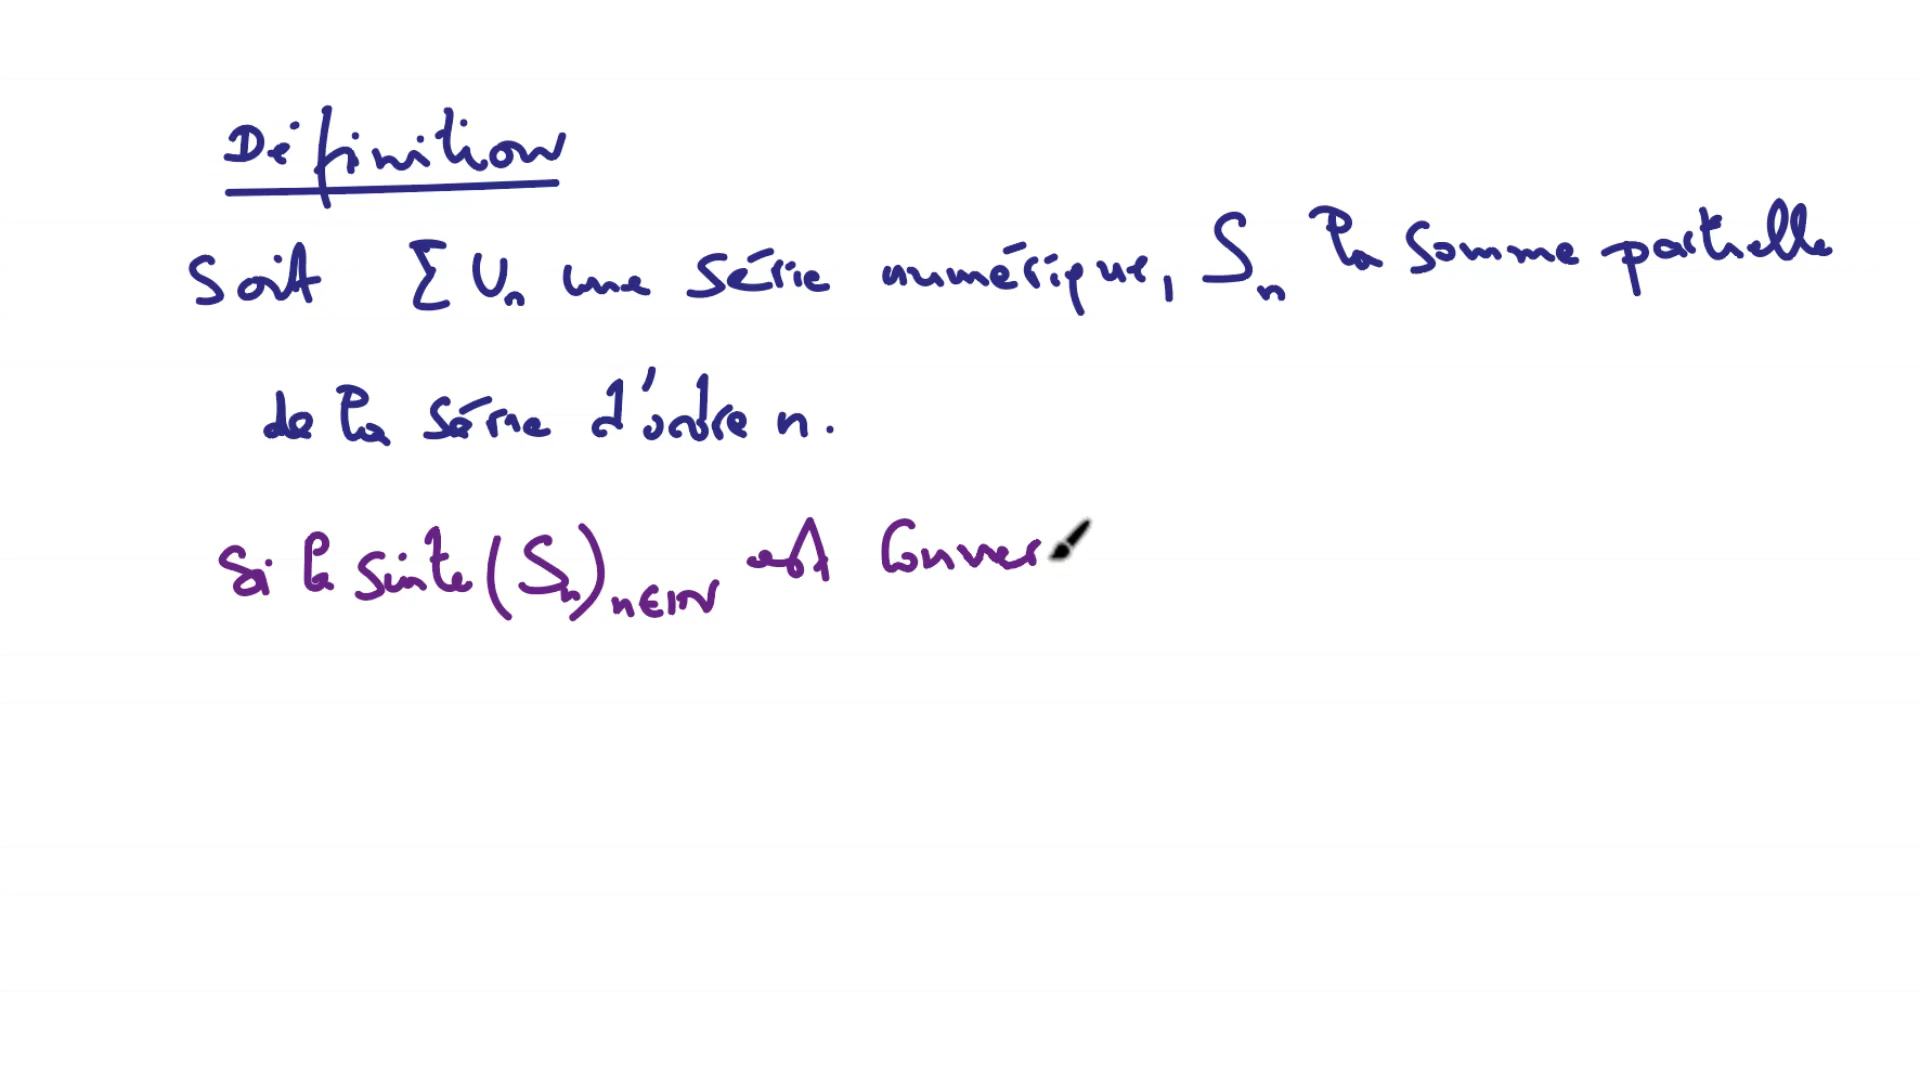 Définition
Soit ∑ Un une série numérique, Sn la somme partielle
de la série d'ordre n.
Si la suite (Sn)n∈IN est Conver